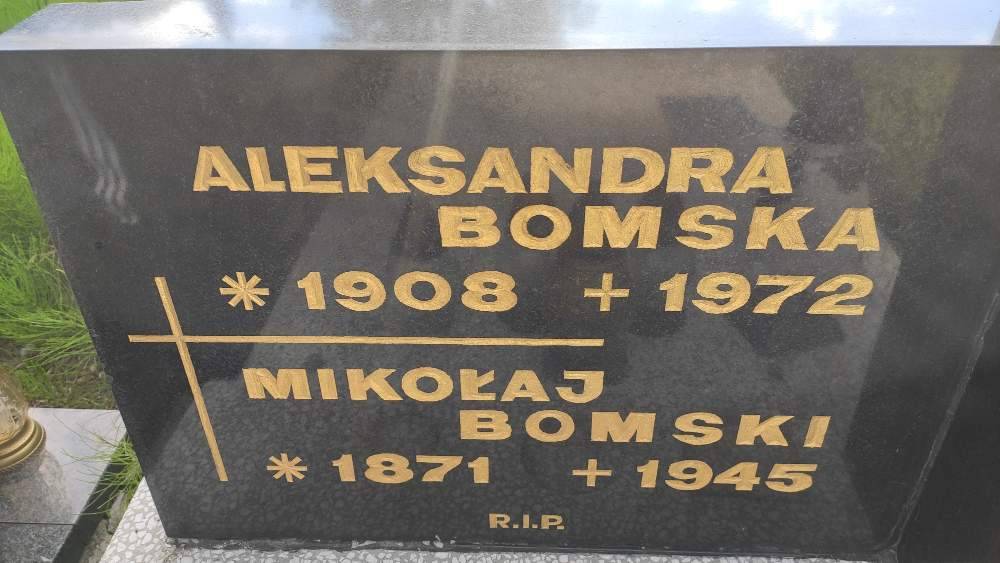 ALEKSANDRA
BOMSKA
* 1908 + 1972
MIKOŁAJ
BOMSKI
* 1871 + 1945
R.I.P.